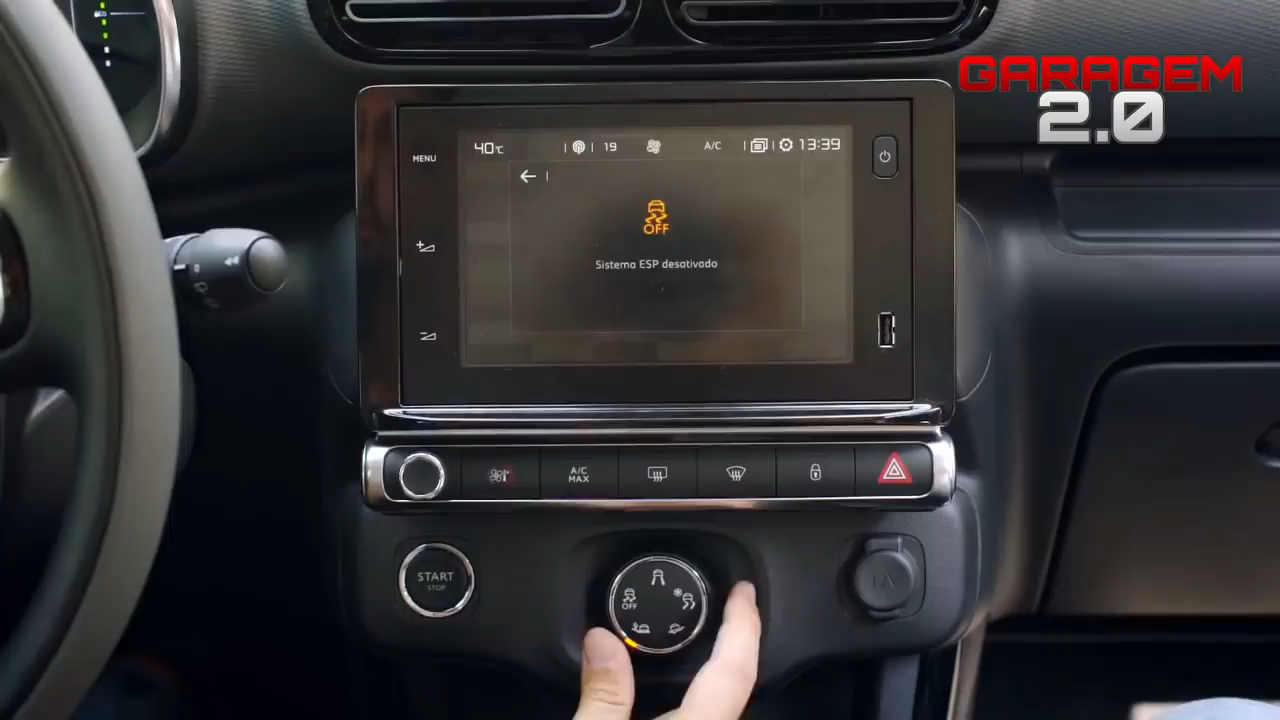 GARAGEM
2.0
MENU
40°C
19
A/C
13:39
OFF
Sistema ESP desativado
A/C
MAX
START
STOP
OFF